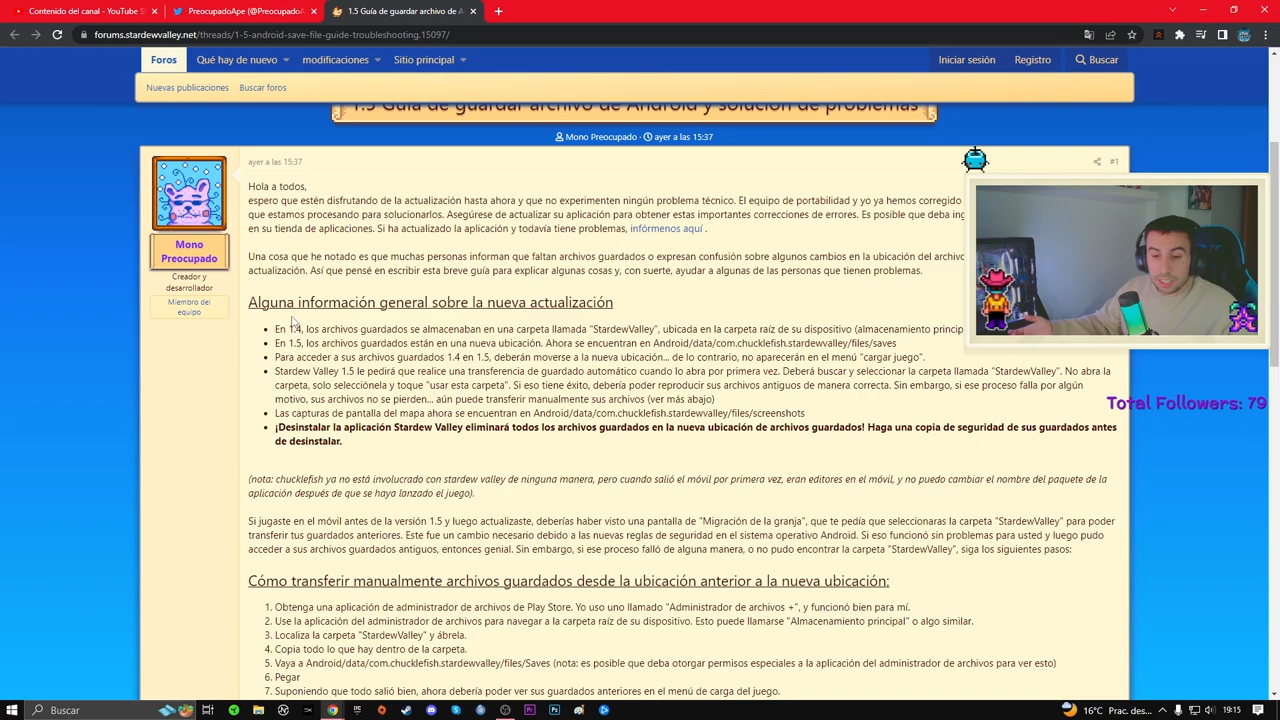 Contenido del canal - YouTube S
PreocupadoApe (@PreocupadoA
1.5 Guía de guardar archivo de A
forums.stardewvalley.net/threads/1-5-android-save-file-guide-troubleshooting.15097/
Foros
Qué hay de nuevo
modificaciones
Sitio principal
Iniciar sesión
Registro
Buscar
Nuevas publicaciones
Buscar foros
1.5 Guía de guardar archivo de Android y solución de problemas
Mono Preocupado · ayer a las 15:37
ayer a las 15:37
#1
Mono
Preocupado
Creador y
desarrollador
Miembro del
equipo
Hola a todos,
espero que estén disfrutando de la actualización hasta ahora y que no experimenten ningún problema técnico. El equipo de portabilidad y yo ya hemos corregido
que estamos procesando para solucionarlos. Asegúrese de actualizar su aplicación para obtener estas importantes correcciones de errores. Es posible que deba ing
en su tienda de aplicaciones. Si ha actualizado la aplicación y todavía tiene problemas, infórmenos aquí .
Una cosa que he notado es que muchas personas informan que faltan archivos guardados o expresan confusión sobre algunos cambios en la ubicación del archivo
actualización. Así que pensé en escribir esta breve guía para explicar algunas cosas y, con suerte, ayudar a algunas de las personas que tienen problemas.
Alguna información general sobre la nueva actualización
• En 1.4, los archivos guardados se almacenaban en una carpeta llamada "StardewValley", ubicada en la carpeta raíz de su dispositivo (almacenamiento princip
• En 1.5, los archivos guardados están en una nueva ubicación. Ahora se encuentran en Android/data/com.chucklefish.stardewvalley/files/saves
• Para acceder a sus archivos guardados 1.4 en 1.5, deberán moverse a la nueva ubicación... de lo contrario, no aparecerán en el menú "cargar juego".
• Stardew Valley 1.5 le pedirá que realice una transferencia de guardado automático cuando lo abra por primera vez. Deberá buscar y seleccionar la carpeta llamada "StardewValley". No abra la
carpeta, solo selecciónela y toque "usar esta carpeta". Si eso tiene éxito, debería poder reproducir sus archivos antiguos de manera correcta. Sin embargo, si ese proceso falla por algún
motivo, sus archivos no se pierden... aún puede transferir manualmente sus archivos (ver más abajo)
• Las capturas de pantalla del mapa ahora se encuentran en Android/data/com.chucklefish.stardewvalley/files/screenshots
• ¡Desinstalar la aplicación Stardew Valley eliminará todos los archivos guardados en la nueva ubicación de archivos guardados! Haga una copia de seguridad de sus guardados antes
de desinstalar.
(nota: chucklefish ya no está involucrado con stardew valley de ninguna manera, pero cuando salió el móvil por primera vez, eran editores en el móvil, y no puedo cambiar el nombre del paquete de la
aplicación después de que se haya lanzado el juego).
Si jugaste en el móvil antes de la versión 1.5 y luego actualizaste, deberías haber visto una pantalla de "Migración de la granja", que te pedía que seleccionaras la carpeta "StardewValley" para poder
transferir tus guardados anteriores. Este fue un cambio necesario debido a las nuevas reglas de seguridad en el sistema operativo Android. Si eso funcionó sin problemas para usted y luego pudo
acceder a sus archivos guardados antiguos, entonces genial. Sin embargo, si ese proceso falló de alguna manera, o no pudo encontrar la carpeta "StardewValley", siga los siguientes pasos:
Cómo transferir manualmente archivos guardados desde la ubicación anterior a la nueva ubicación:
1. Obtenga una aplicación de administrador de archivos de Play Store. Yo uso uno llamado "Administrador de archivos +", y funcionó bien para mí.
2. Use la aplicación del administrador de archivos para navegar a la carpeta raíz de su dispositivo. Esto puede llamarse "Almacenamiento principal" o algo similar.
3. Localiza la carpeta "StardewValley" y ábrela.
4. Copia todo lo que hay dentro de la carpeta.
5. Vaya a Android/data/com.chucklefish.stardewvalley/files/Saves (nota: es posible que deba otorgar permisos especiales a la aplicación del administrador de archivos para ver esto)
6. Pegar
7. Suponiendo que todo salió bien, ahora debería poder ver sus guardados anteriores en el menú de carga del juego.
Total Followers: 79
Buscar
16°C Prac. des...
19:15